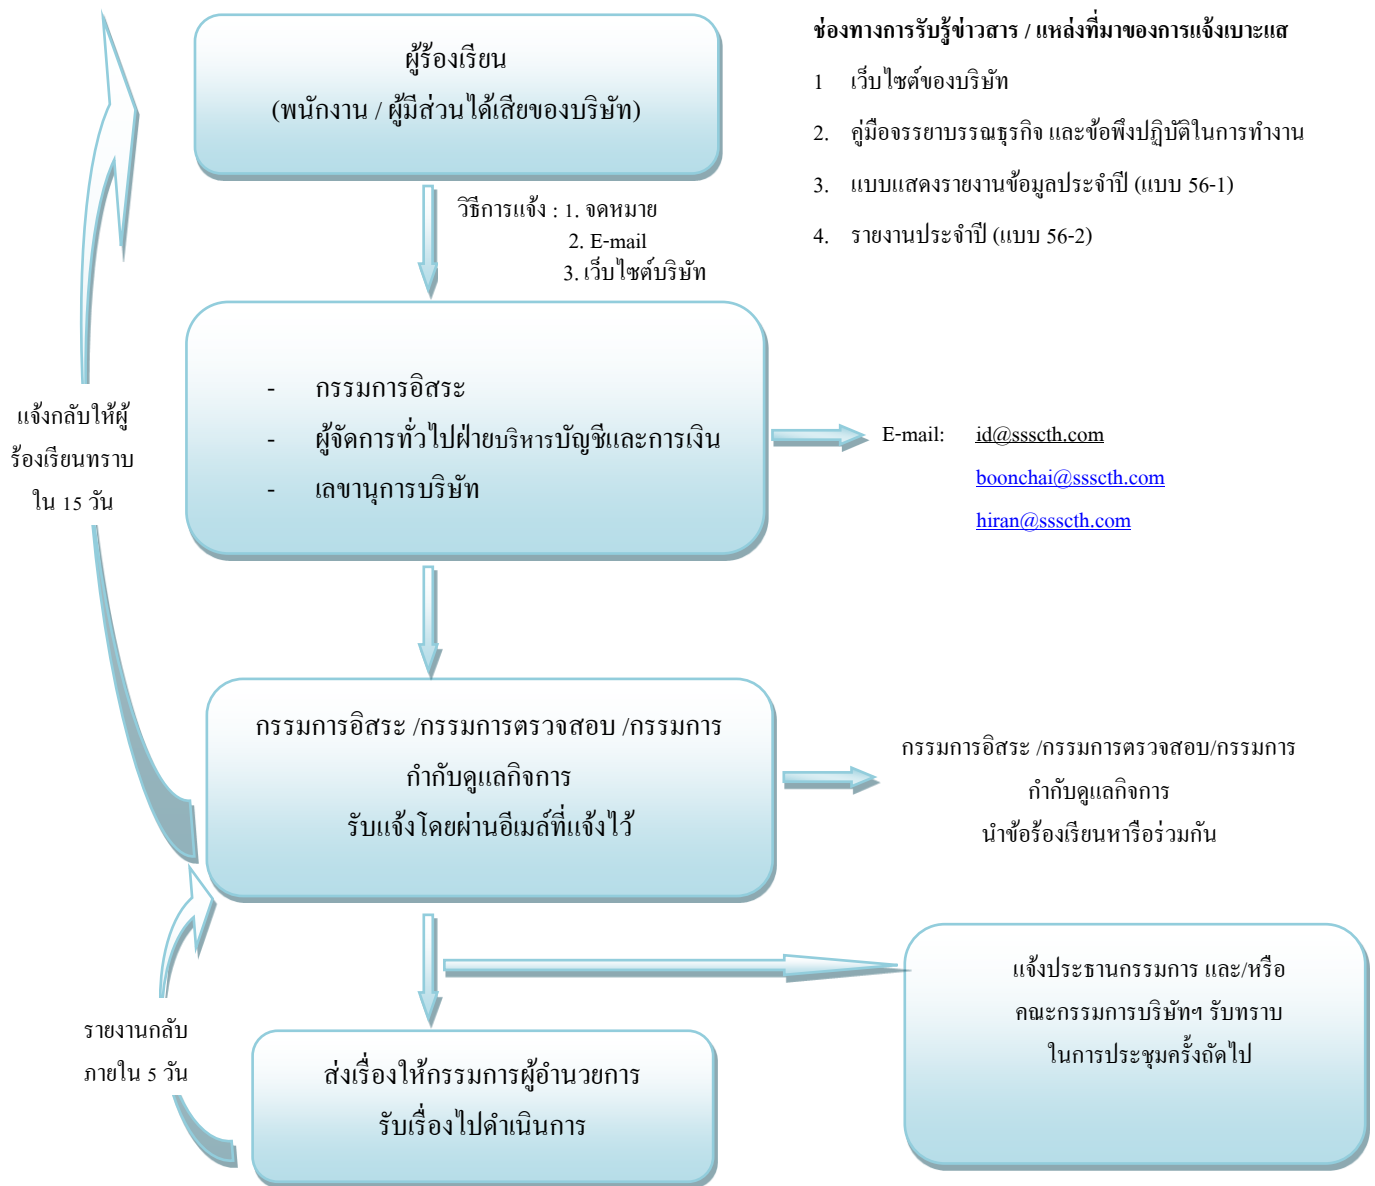 ผู้ร้องเรียน
(พนักงาน / ผู้มีส่วนได้เสียของบริษัท)
ช่องทางการรับรู้ข่าวสาร / แหล่งที่มาของการแจ้งเบาะแส
1 เว็บไซต์ของบริษัท
2. คู่มือจรรยาบรรณธุรกิจ และข้อพึงปฏิบัติในการทำงาน
3. แบบแสดงรายงานข้อมูลประจำปี (แบบ 56-1)
4. รายงานประจำปี (แบบ 56-2)
วิธีการแจ้ง : 1. จดหมาย
2. E-mail
3. เว็บไซต์บริษัท
- กรรมการอิสระ
- ผู้จัดการทั่วไปฝ่ายบริหารบัญชีและการเงิน
- เลขานุการบริษัท
E-mail: id@ssscth.com
boonchai@ssscth.com
hiran@ssscth.com
แจ้งกลับให้ผู้
ร้องเรียนทราบ
ใน 15 วัน
กรรมการอิสระ /กรรมการตรวจสอบ /กรรมการ
กำกับดูแลกิจการ
รับแจ้งโดยผ่านอีเมล์ที่แจ้งไว้
กรรมการอิสระ /กรรมการตรวจสอบ/กรรมการ
กำกับดูแลกิจการ
นำข้อร้องเรียนหารือร่วมกัน
แจ้งประธานกรรมการ และ/หรือ
คณะกรรมการบริษัทฯ รับทราบ
ในการประชุมครั้งถัดไป
รายงานกลับ
ภายใน 5 วัน
ส่งเรื่องให้กรรมการผู้อำนวยการ
รับเรื่องไปดำเนินการ